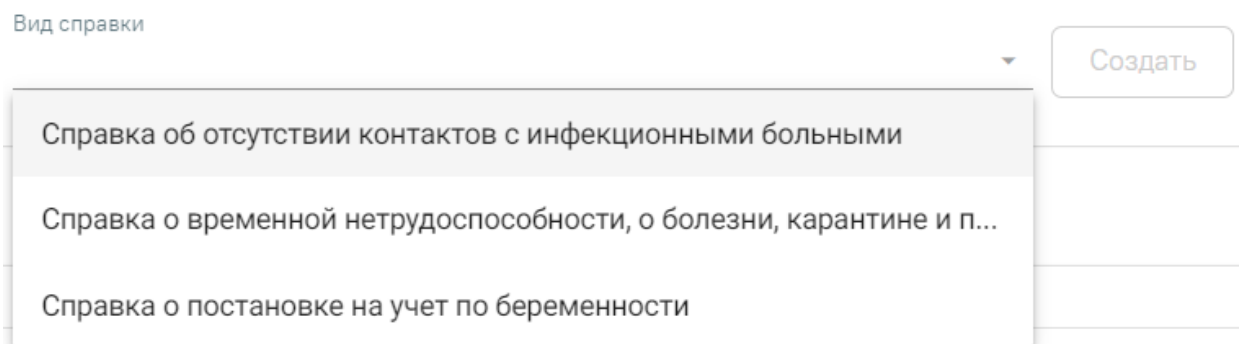 Вид справки
Создать
Справка об отсутствии контактов с инфекционными больными
Справка о временной нетрудоспособности, о болезни, карантине и п...
Справка о постановке на учет по беременности